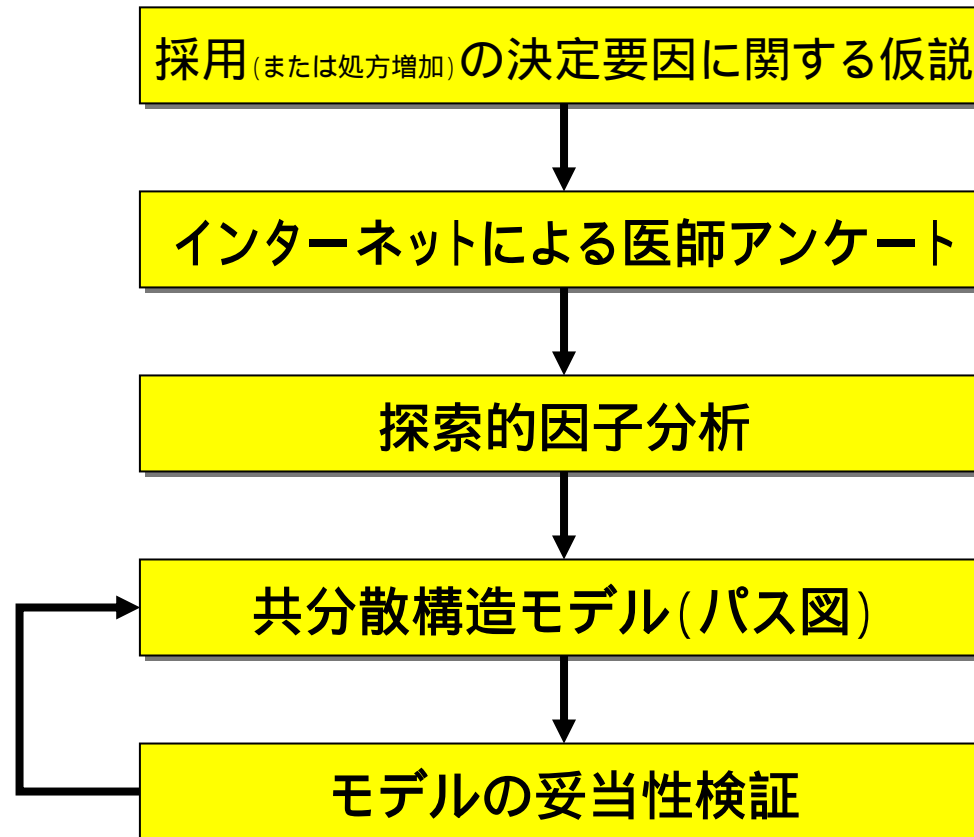 採用(または処方増加)の決定要因に関する仮説
インターネットによる医師アンケート
探索的因子分析
共分散構造モデル(パス図)
モデルの妥当性検証